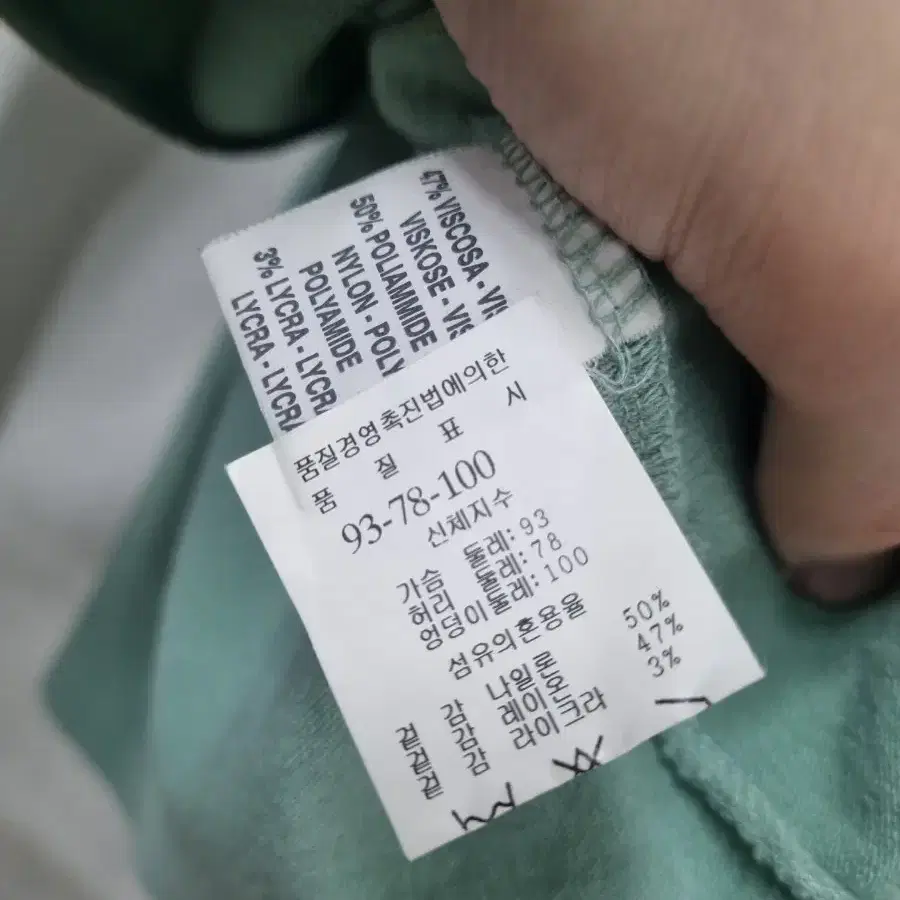 47% VISCOSA - VIS
VISKOSE - VIS
50% POLIAMMIDE
NYLON - POLY
POLYAMIDE
3% LYCRA - LYCRA
LYCRA - LYCRA
품질경영촉진법에의한
품 질 표 시
93-78-100
신체지수
가슴 둘레: 93
허리 둘레: 78
엉덩이둘레: 100
섬유의혼용율
겉감 나일론 50%
겉감 레이온 47%
겉감 라이크라 3%